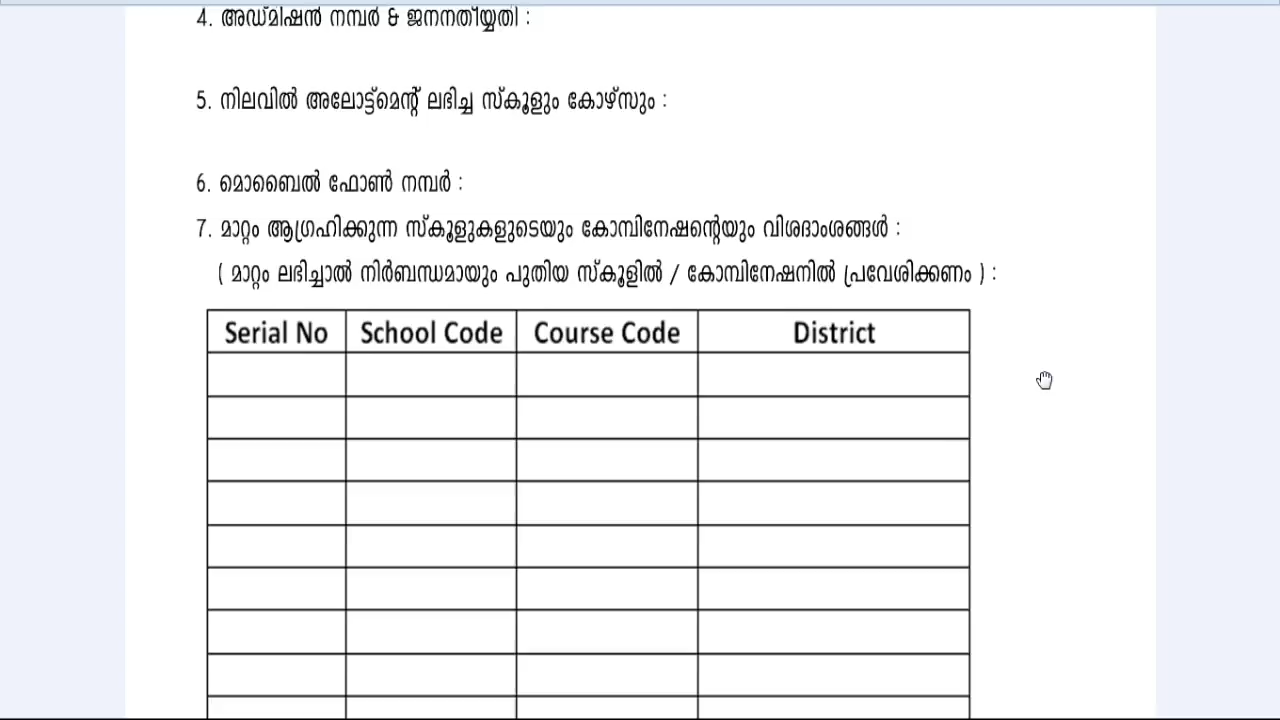 4. അഡ്മിഷൻ നമ്പർ & ജനനതീയ്യതി :
5. നിലവിൽ അലോട്ട്മെന്റ് ലഭിച്ച സ്കൂളും കോഴ്സും :
6. മൊബൈൽ ഫോൺ നമ്പർ :
7. മാറ്റം ആഗ്രഹിക്കുന്ന സ്കൂളുകളുടെയും കോമ്പിനേഷന്റെയും വിശദാംശങ്ങൾ :
( മാറ്റം ലഭിച്ചാൽ നിർബന്ധമായും പുതിയ സ്കൂളിൽ / കോമ്പിനേഷനിൽ പ്രവേശിക്കണം ) :
Serial No School Code Course Code District